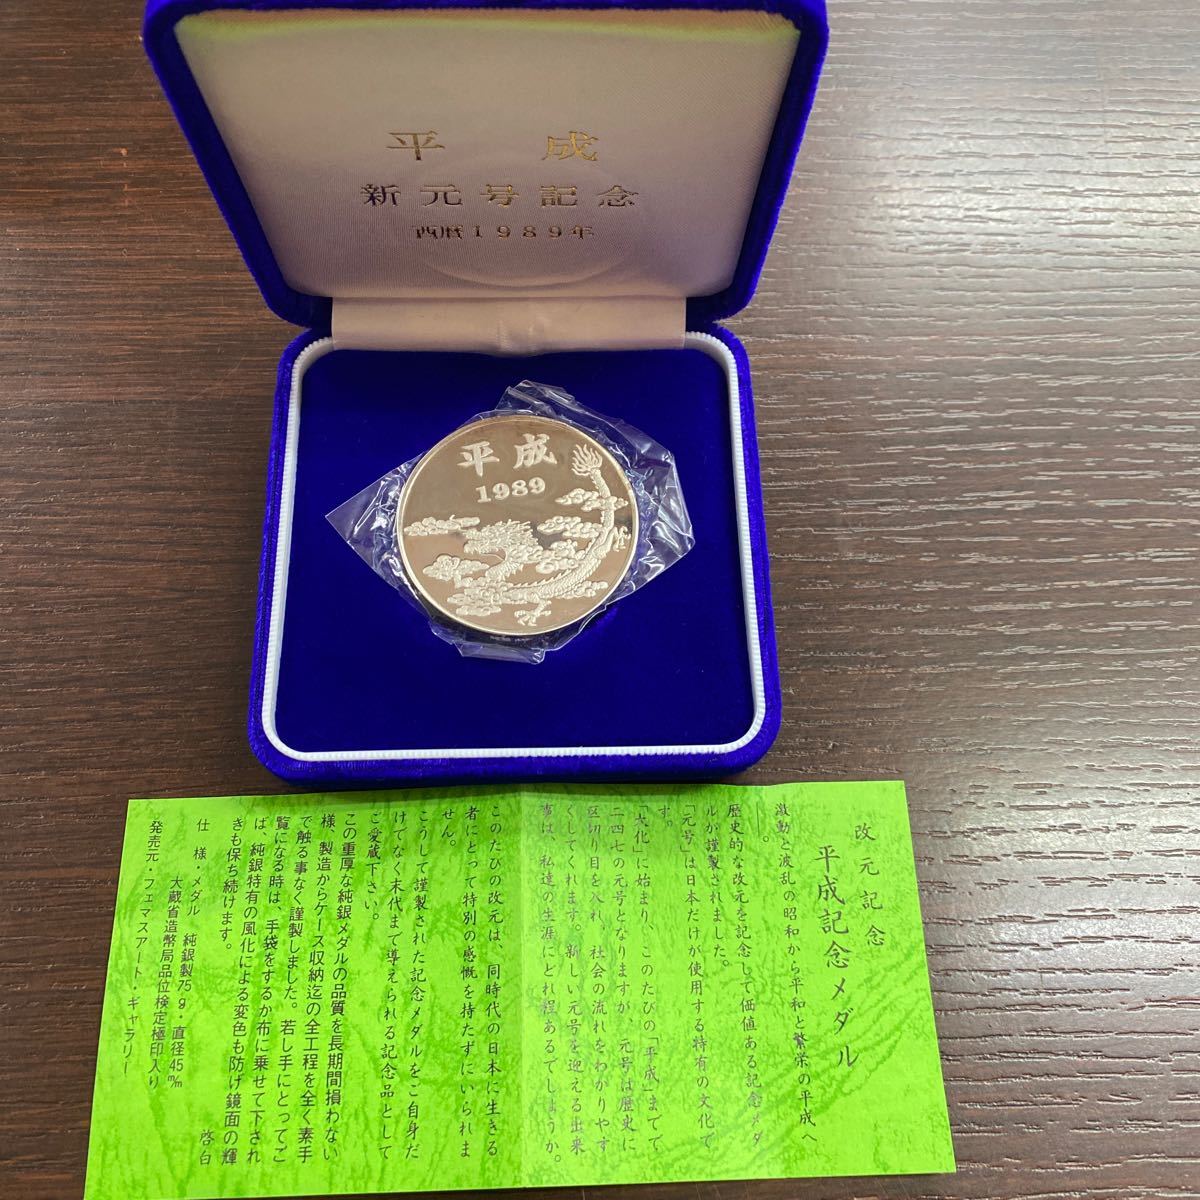 平成
新元号記念
西暦1989年
平成
1989
改元記念
平成記念メダル
激動と波乱の昭和から平和と繁栄の平成へ
―。
歴史的な改元を記念して価値ある記念メダ
ルが謹製されました。
「元号」は日本だけが使用する特有の文化で
す。
「大化」に始まり、このたびの「平成」までで
二四七の元号となりますが、元号は歴史に
区切り目を入れ、社会の流れをわかりやす
くしてくれます。新しい元号を迎える出来
事は、私達の生涯にどれ程あるでしようか。
このたびの改元は、同時代の日本に生きる
者にとって特別の感慨を持たずにいられま
せん。
こうして謹製された記念メダルをご自身だ
けでなく末代まで導えられる記念品として
ご愛蔵下さい。
この重厚な純銀メダルの品質を長期間損わない
様、製造からケース収納迄の全工程を全く素手
で触る事なく謹製しました。若し手にとってご
覧になる時は、手袋をするか布に乗せて下され
ば、純銀特有の風化による変色も防げ鏡面の輝
きも保ち続けます。
啓白
仕様・メダル 純銀製75g・直径45㎜
大蔵省造幣局品位検定極印入り
発売元・フェマスアート・ギャラリー